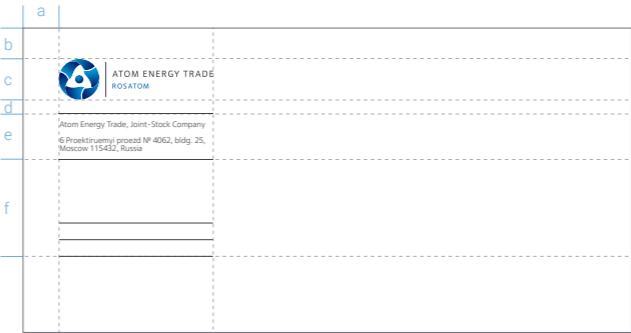 a
b
c
d
e
f
ATOM ENERGY TRADE
ROSATOM
Atom Energy Trade, Joint-Stock Company
6 Proektiruemyi proezd № 4062, bldg. 25,
Moscow 115432, Russia